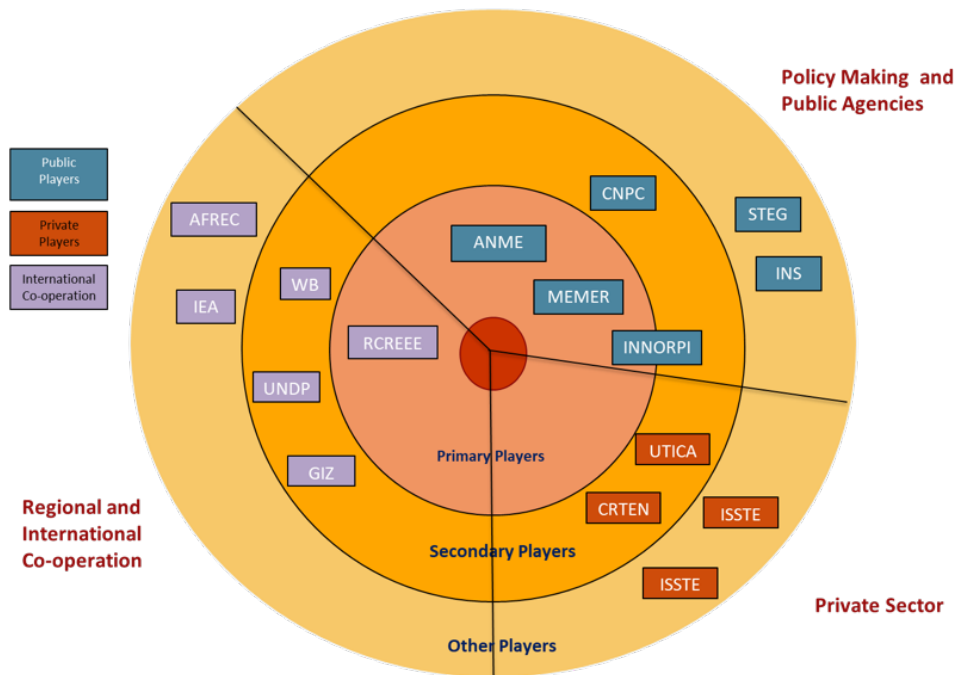 Policy Making and
Public Agencies
Public
Players
Private
Players
International
Co-operation
AFREC
IEA
WB
RCREEE
UNDP
GIZ
CNPC
ANME
MEMER
INNORPI
STEG
INS
UTICA
CRTEN
ISSTE
ISSTE
Primary Players
Secondary Players
Other Players
Regional and
International
Co-operation
Private Sector